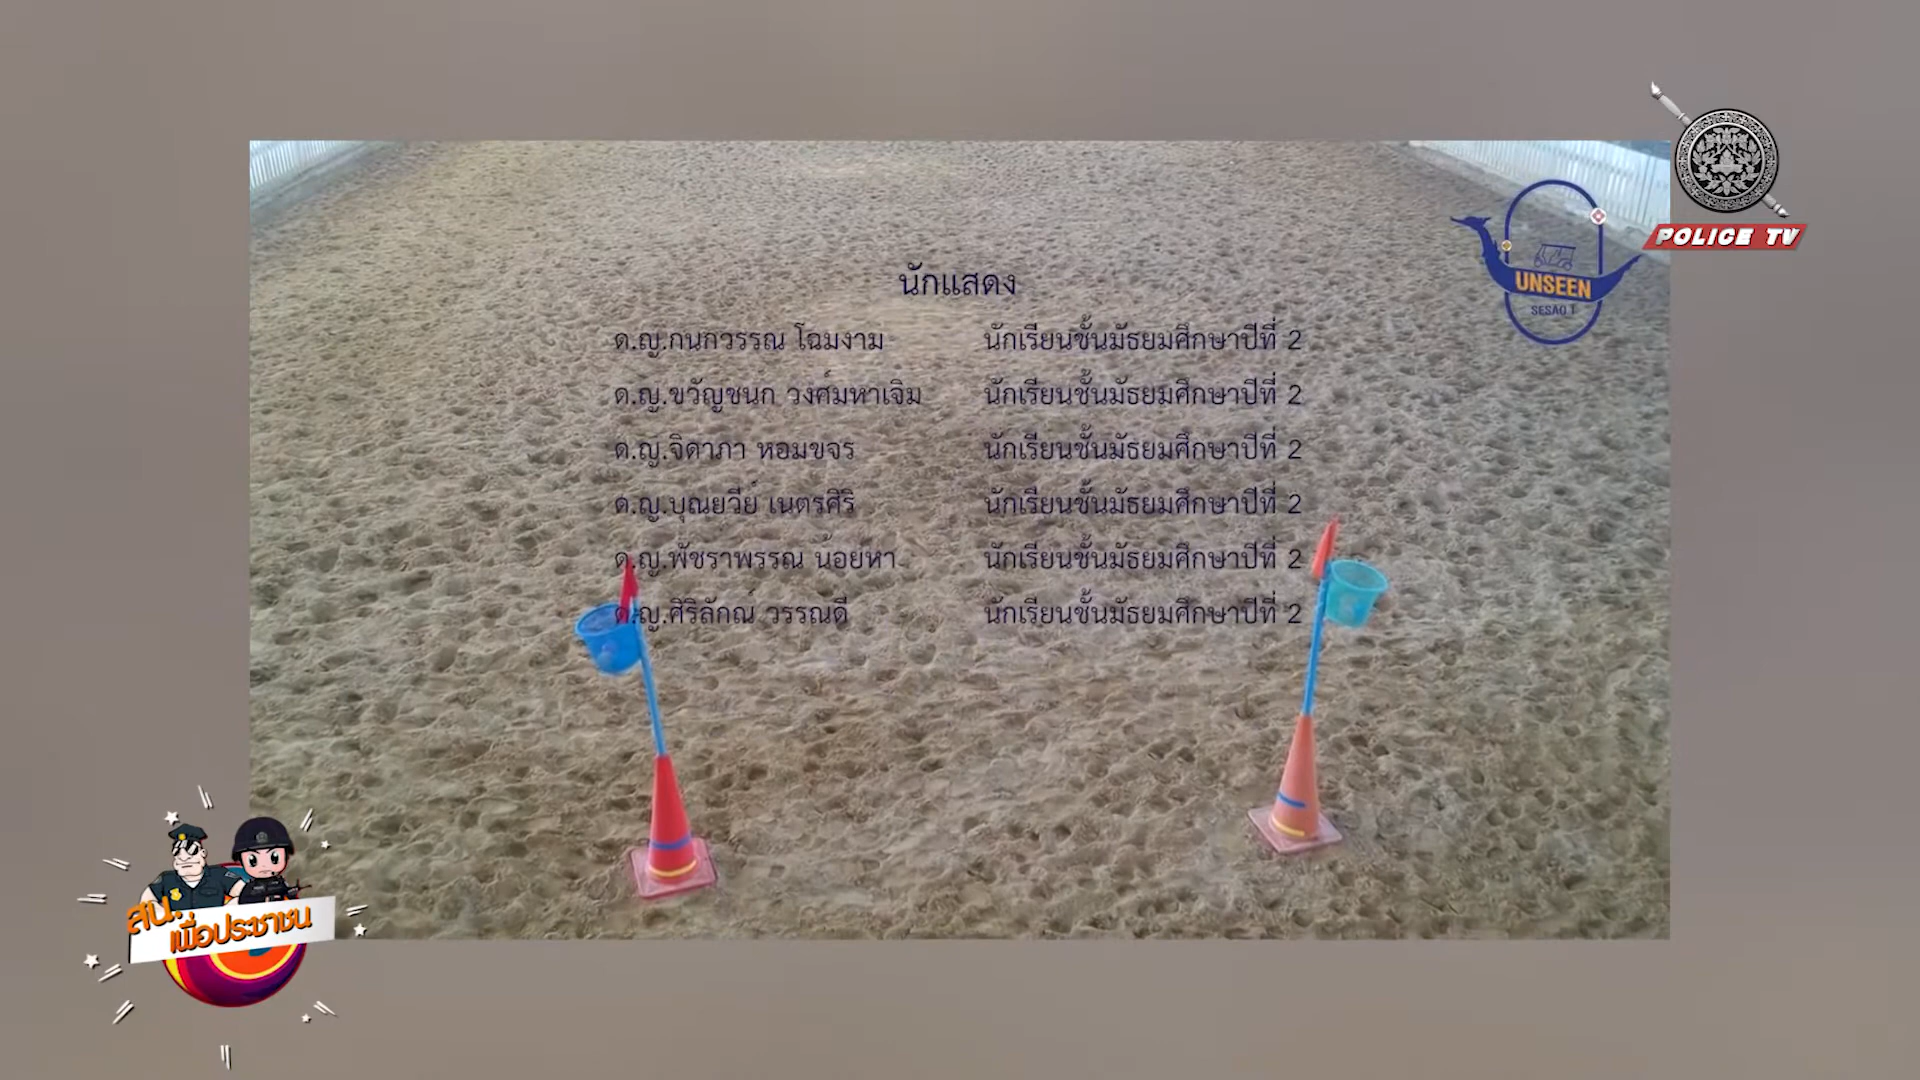 POLICE TV
UNSEEN
SESAO 1
นักแสดง
ด.ญ.กนกวรรณ โฉมงาม นักเรียนชั้นมัธยมศึกษาปีที่ 2
ด.ญ.ขวัญชนก วงศ์มหาเจิม นักเรียนชั้นมัธยมศึกษาปีที่ 2
ด.ญ.จิดาภา หอมขจร นักเรียนชั้นมัธยมศึกษาปีที่ 2
ด.ญ.บุณยวีย์ เนตรศิริ นักเรียนชั้นมัธยมศึกษาปีที่ 2
ด.ญ.พัชราพรรณ น้อยหา นักเรียนชั้นมัธยมศึกษาปีที่ 2
ด.ญ.ศิริลักณ์ วรรณดี นักเรียนชั้นมัธยมศึกษาปีที่ 2
สน.
เพื่อประชาชน